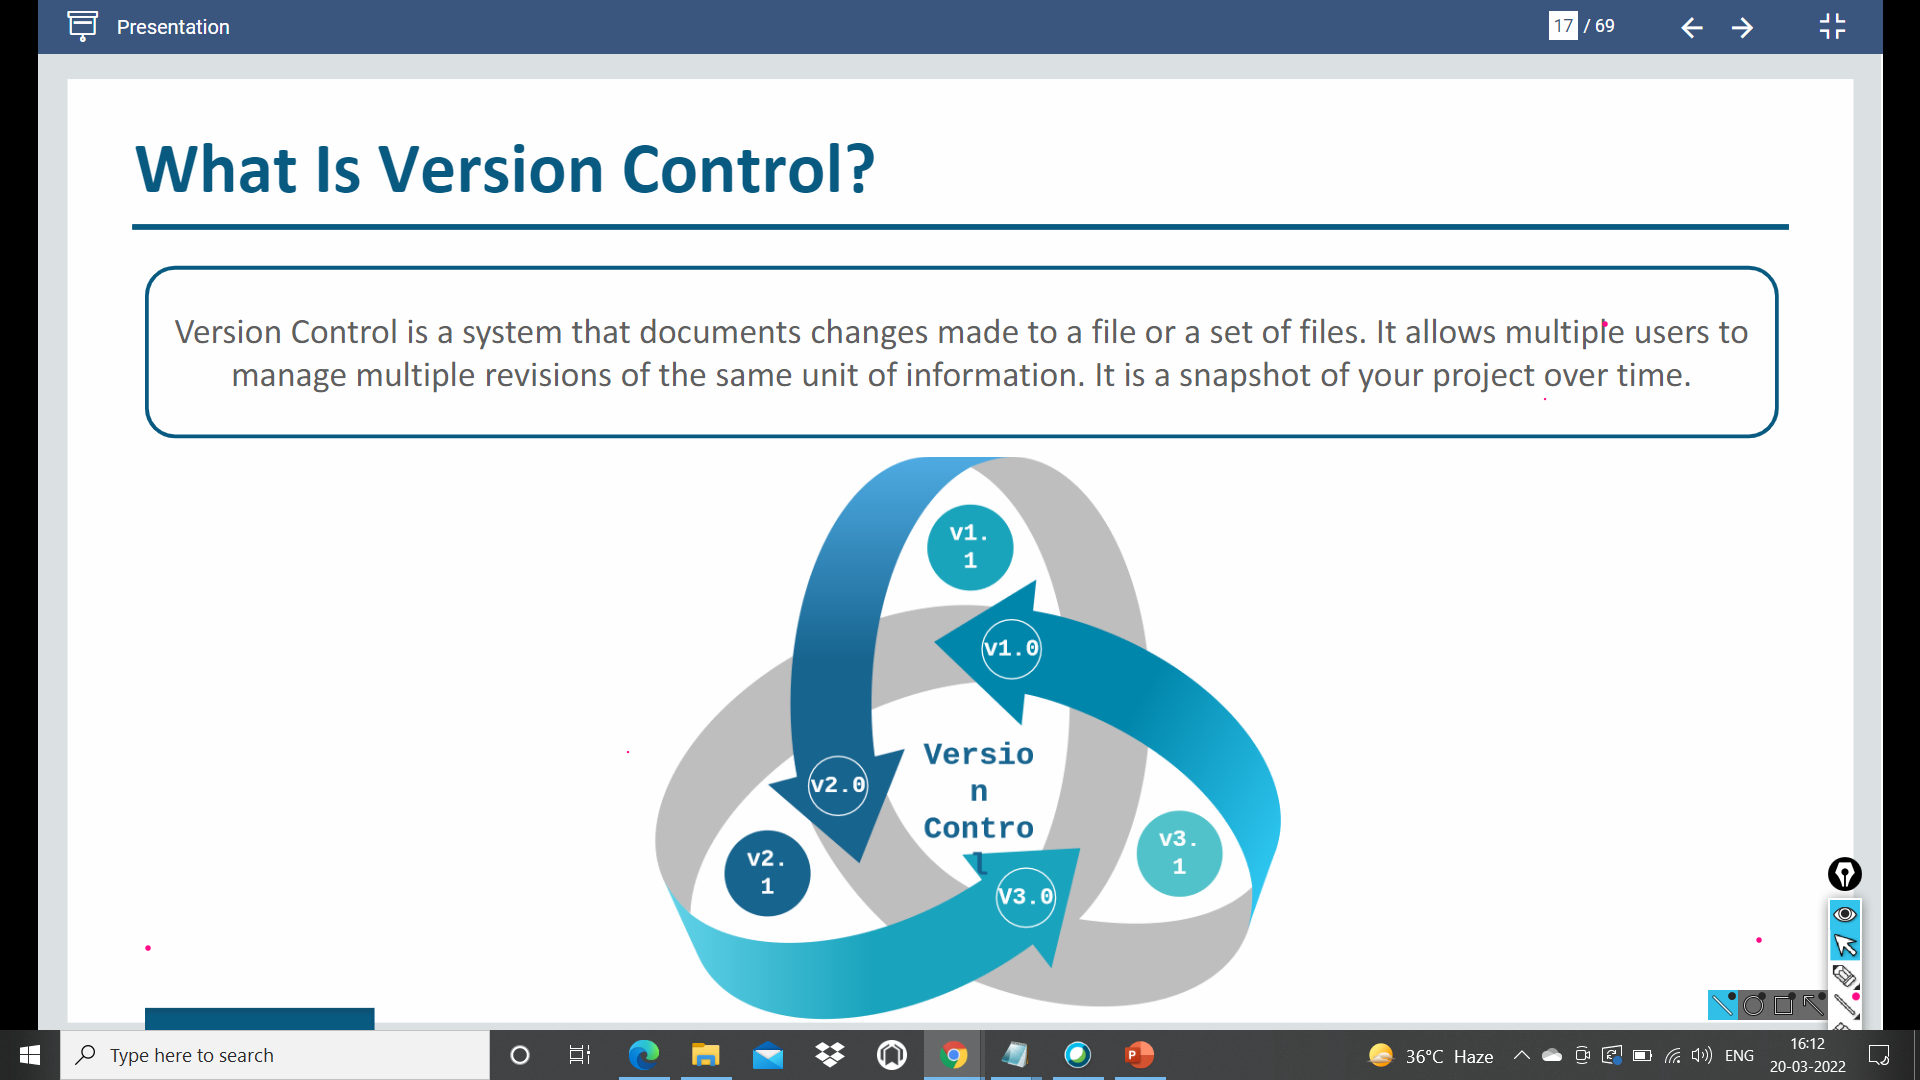 Presentation
17 / 69
What Is Version Control?
Version Control is a system that documents changes made to a file or a set of files. It allows multiple users to
manage multiple revisions of the same unit of information. It is a snapshot of your project over time.
v1.
1
v1.0
Versio
n
Contro
l
v2.0
v2.
1
v3.
1
V3.0
Type here to search
P
36°C Haze
ENG
16:12
20-03-2022